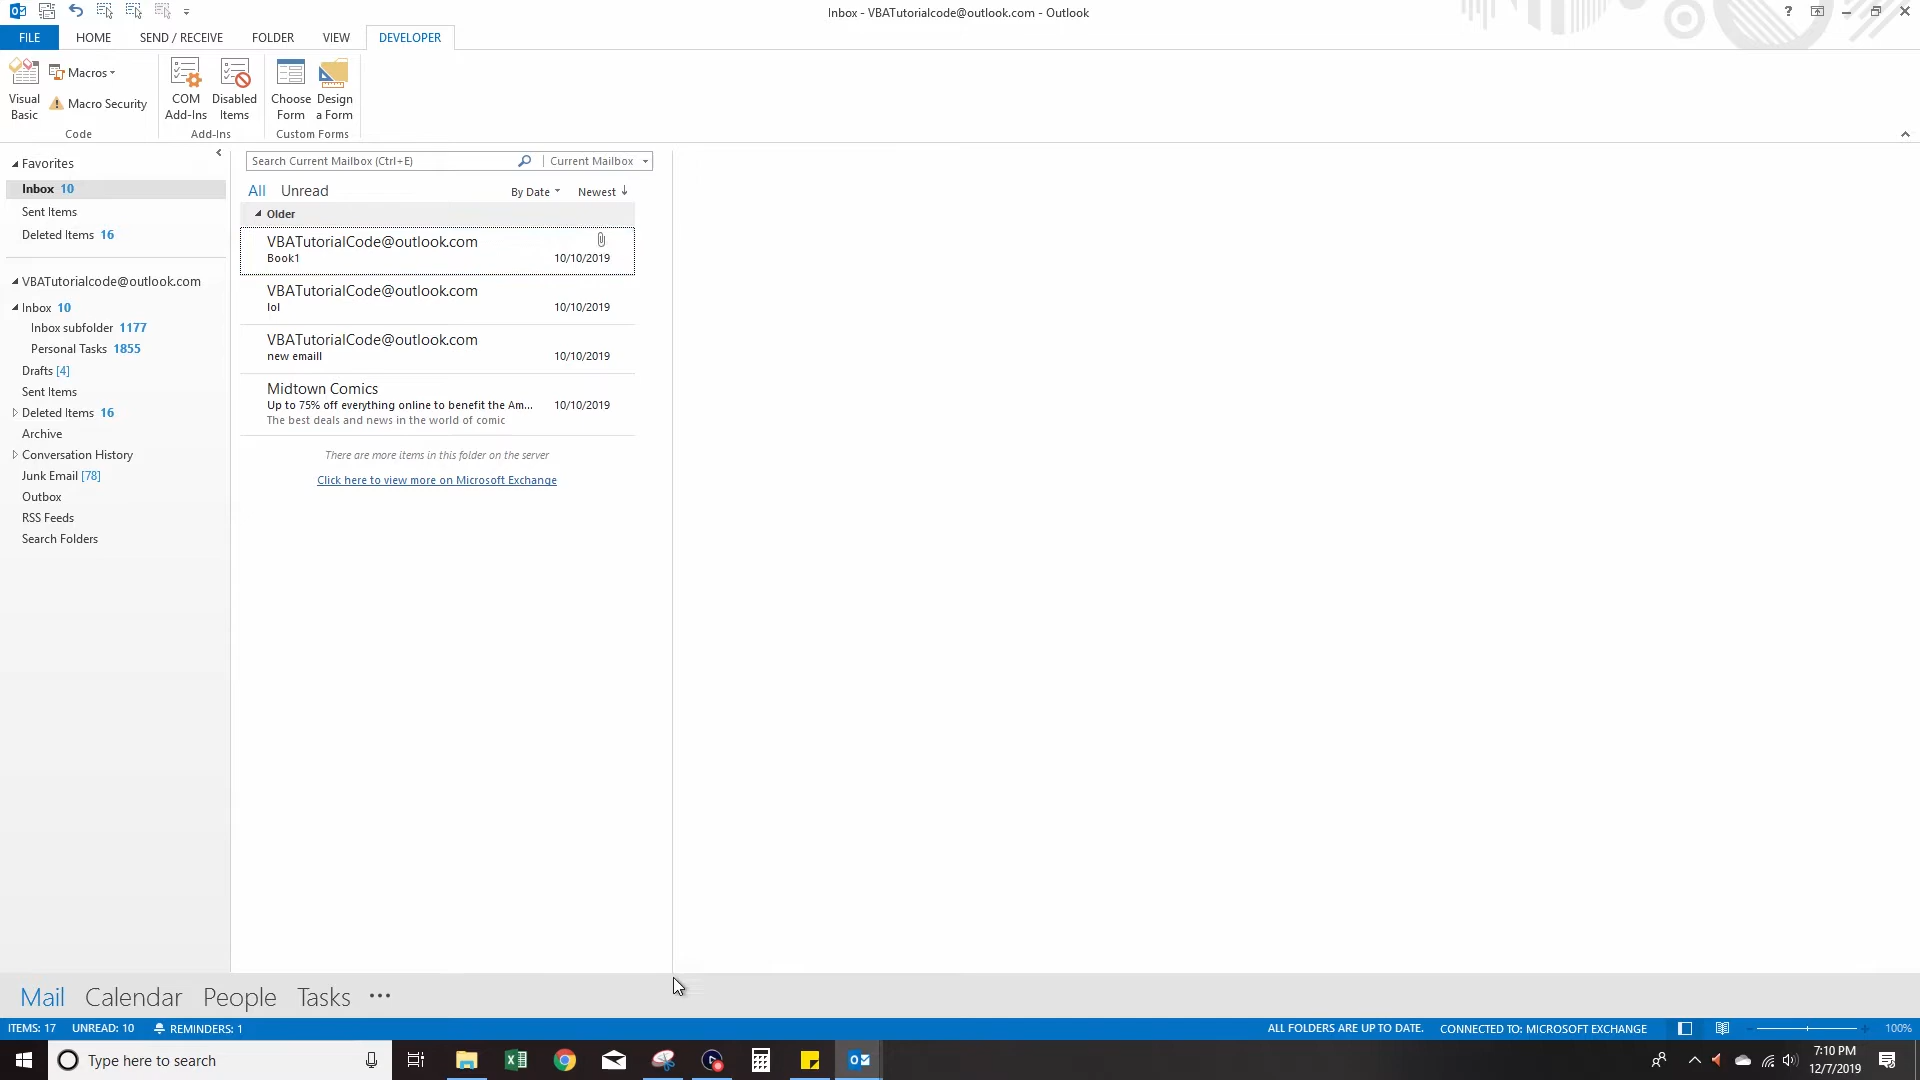 Inbox - VBATutorialcode@outlook.com - Outlook
FILE HOME SEND / RECEIVE FOLDER VIEW DEVELOPER
Visual Basic
Macros
Macro Security
COM Add-Ins
Disabled Items
Choose Form
Design a Form
Code
Add-Ins
Custom Forms
Favorites
Inbox 10
Sent Items
Deleted Items 16
VBATutorialcode@outlook.com
Inbox 10
Inbox subfolder 1177
Personal Tasks 1855
Drafts [4]
Sent Items
Deleted Items 16
Archive
Conversation History
Junk Email [78]
Outbox
RSS Feeds
Search Folders
Search Current Mailbox (Ctrl+E) Current Mailbox
All Unread By Date Newest
Older
VBATutorialCode@outlook.com
Book1 10/10/2019
VBATutorialCode@outlook.com
lol 10/10/2019
VBATutorialCode@outlook.com
new emaill 10/10/2019
Midtown Comics
Up to 75% off everything online to benefit the Am... 10/10/2019
The best deals and news in the world of comic
There are more items in this folder on the server
Click here to view more on Microsoft Exchange
Mail Calendar People Tasks ...
ITEMS: 17 UNREAD: 10 REMINDERS: 1 ALL FOLDERS ARE UP TO DATE. CONNECTED TO: MICROSOFT EXCHANGE 100%
Type here to search
7:10 PM
12/7/2019